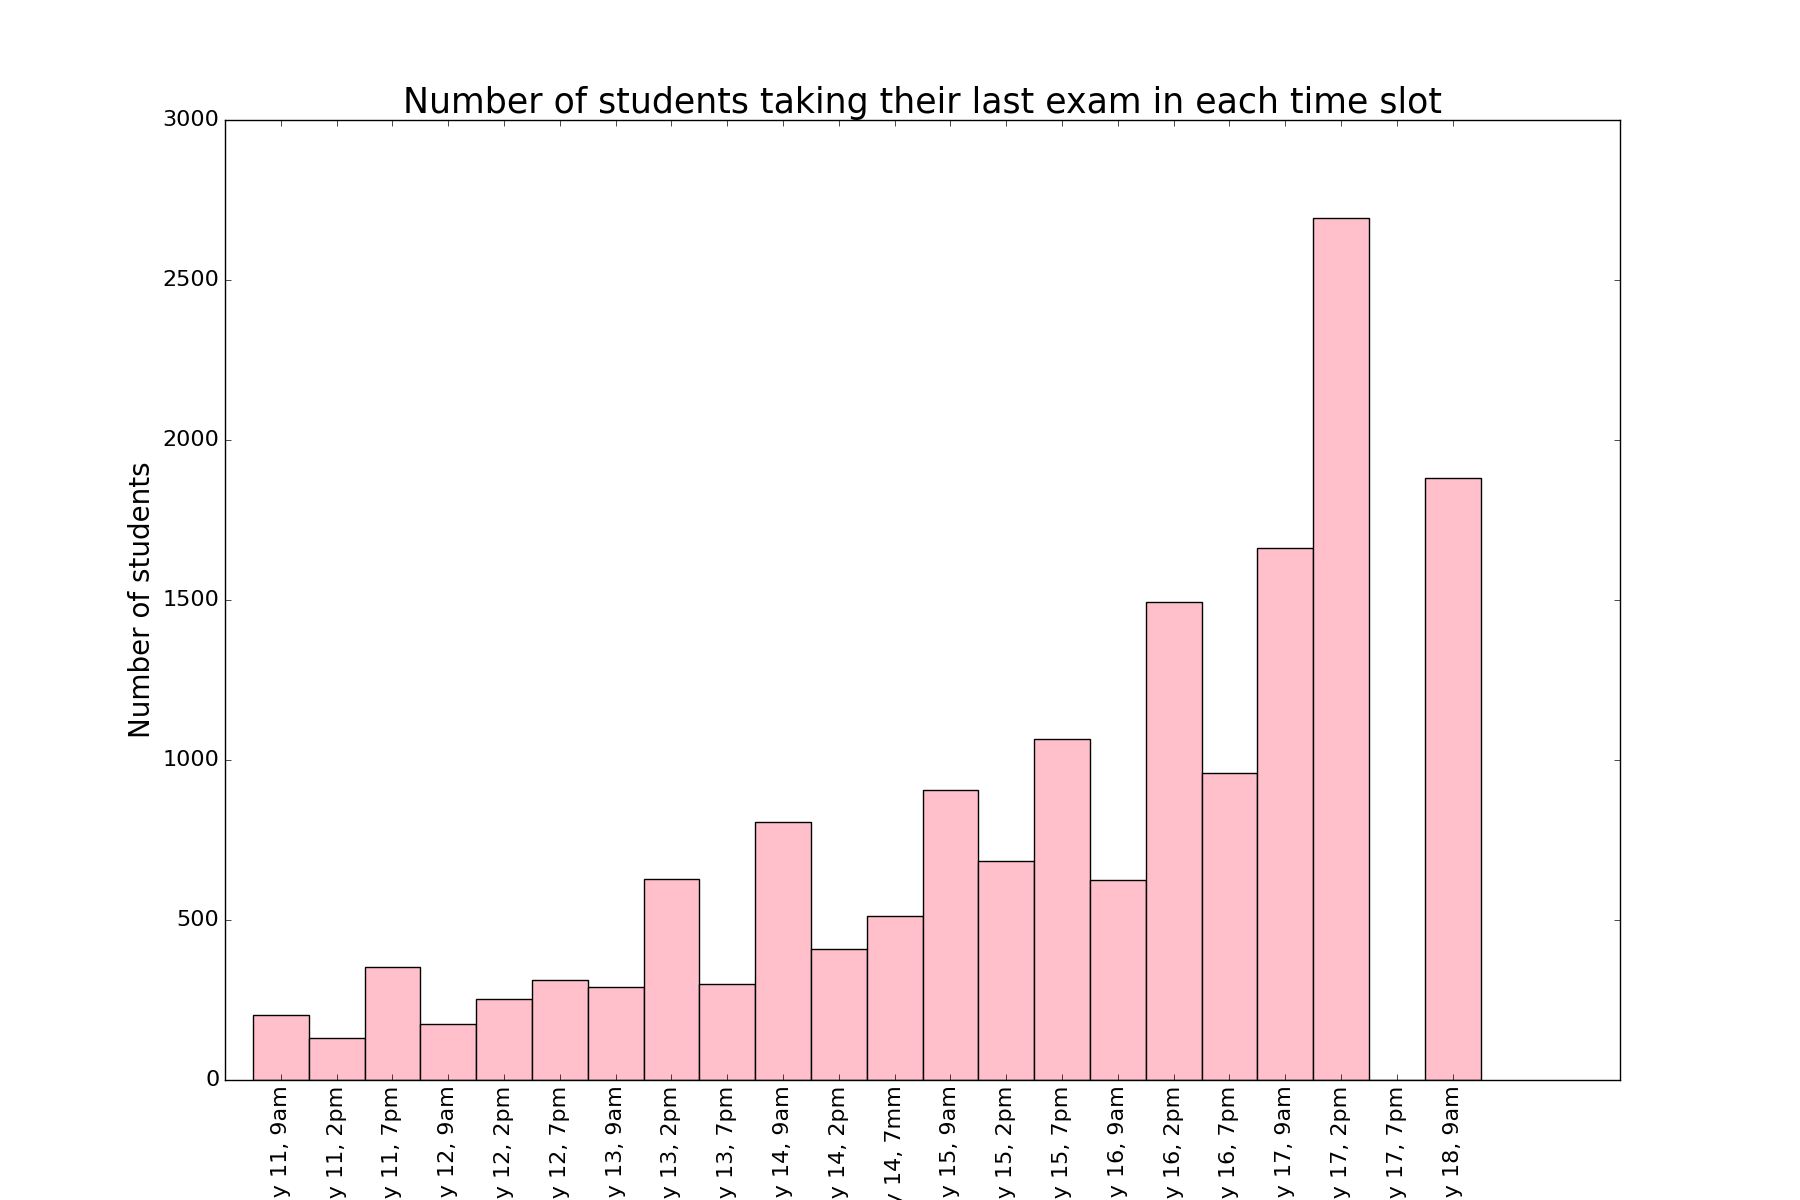 Number of students taking their last exam in each time slot
3000
2500
2000
1500
1000
500
0
Number of students
y 11, 9am
y 11, 2pm
y 11, 7pm
y 12, 9am
y 12, 2pm
y 12, 7pm
y 13, 9am
y 13, 2pm
y 13, 7pm
y 14, 9am
y 14, 2pm
y 14, 7mm
y 15, 9am
y 15, 2pm
y 15, 7pm
y 16, 9am
y 16, 2pm
y 16, 7pm
y 17, 9am
y 17, 2pm
y 17, 7pm
y 18, 9am